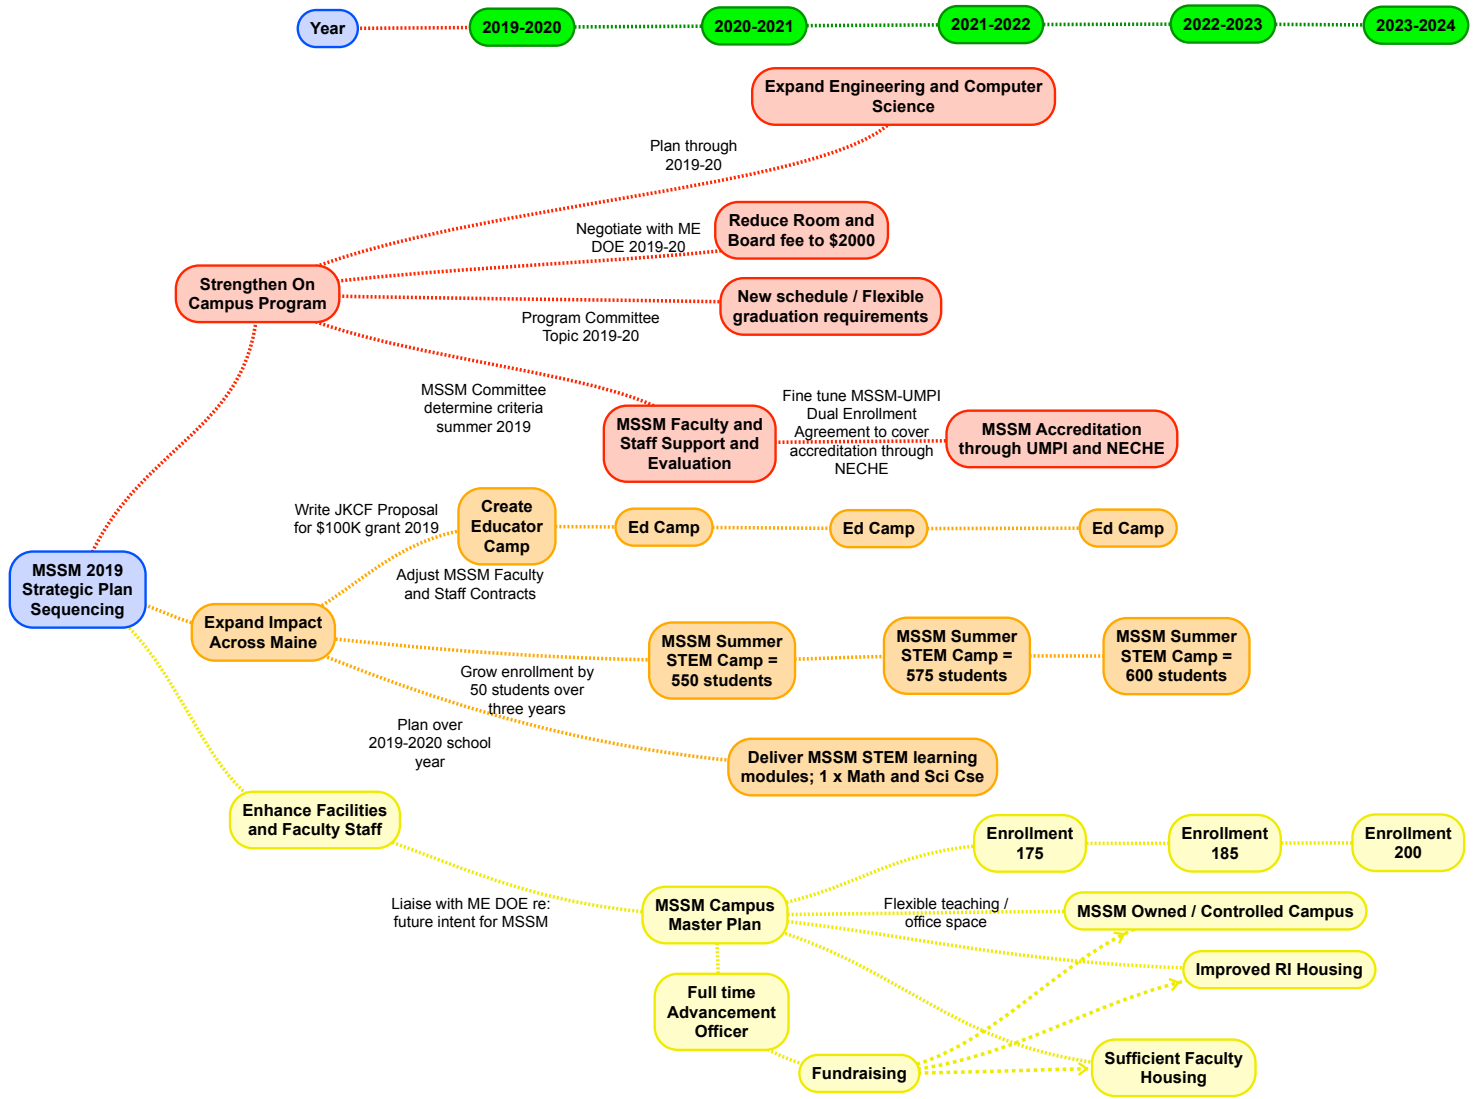 Year
2019-2020
2020-2021
2021-2022
2022-2023
2023-2024
Expand Engineering and Computer
Science
Plan through
2019-20
Negotiate with ME
DOE 2019-20
Reduce Room and
Board fee to $2000
Strengthen On
Campus Program
New schedule / Flexible
graduation requirements
Program Committee
Topic 2019-20
MSSM Committee
determine criteria
summer 2019
MSSM Faculty and
Staff Support and
Evaluation
Fine tune MSSM-UMPI
Dual Enrollment
Agreement to cover
accreditation through
NECHE
MSSM Accreditation
through UMPI and NECHE
Write JKCF Proposal
for $100K grant 2019
Create
Educator
Camp
Ed Camp
Ed Camp
Ed Camp
Adjust MSSM Faculty
and Staff Contracts
MSSM 2019
Strategic Plan
Sequencing
Expand Impact
Across Maine
MSSM Summer
STEM Camp =
550 students
MSSM Summer
STEM Camp =
575 students
MSSM Summer
STEM Camp =
600 students
Grow enrollment by
50 students over
three years
Plan over
2019-2020 school
year
Deliver MSSM STEM learning
modules; 1 x Math and Sci Cse
Enhance Facilities
and Faculty Staff
Enrollment
175
Enrollment
185
Enrollment
200
Liaise with ME DOE re:
future intent for MSSM
MSSM Campus
Master Plan
Flexible teaching /
office space
MSSM Owned / Controlled Campus
Improved RI Housing
Full time
Advancement
Officer
Fundraising
Sufficient Faculty
Housing